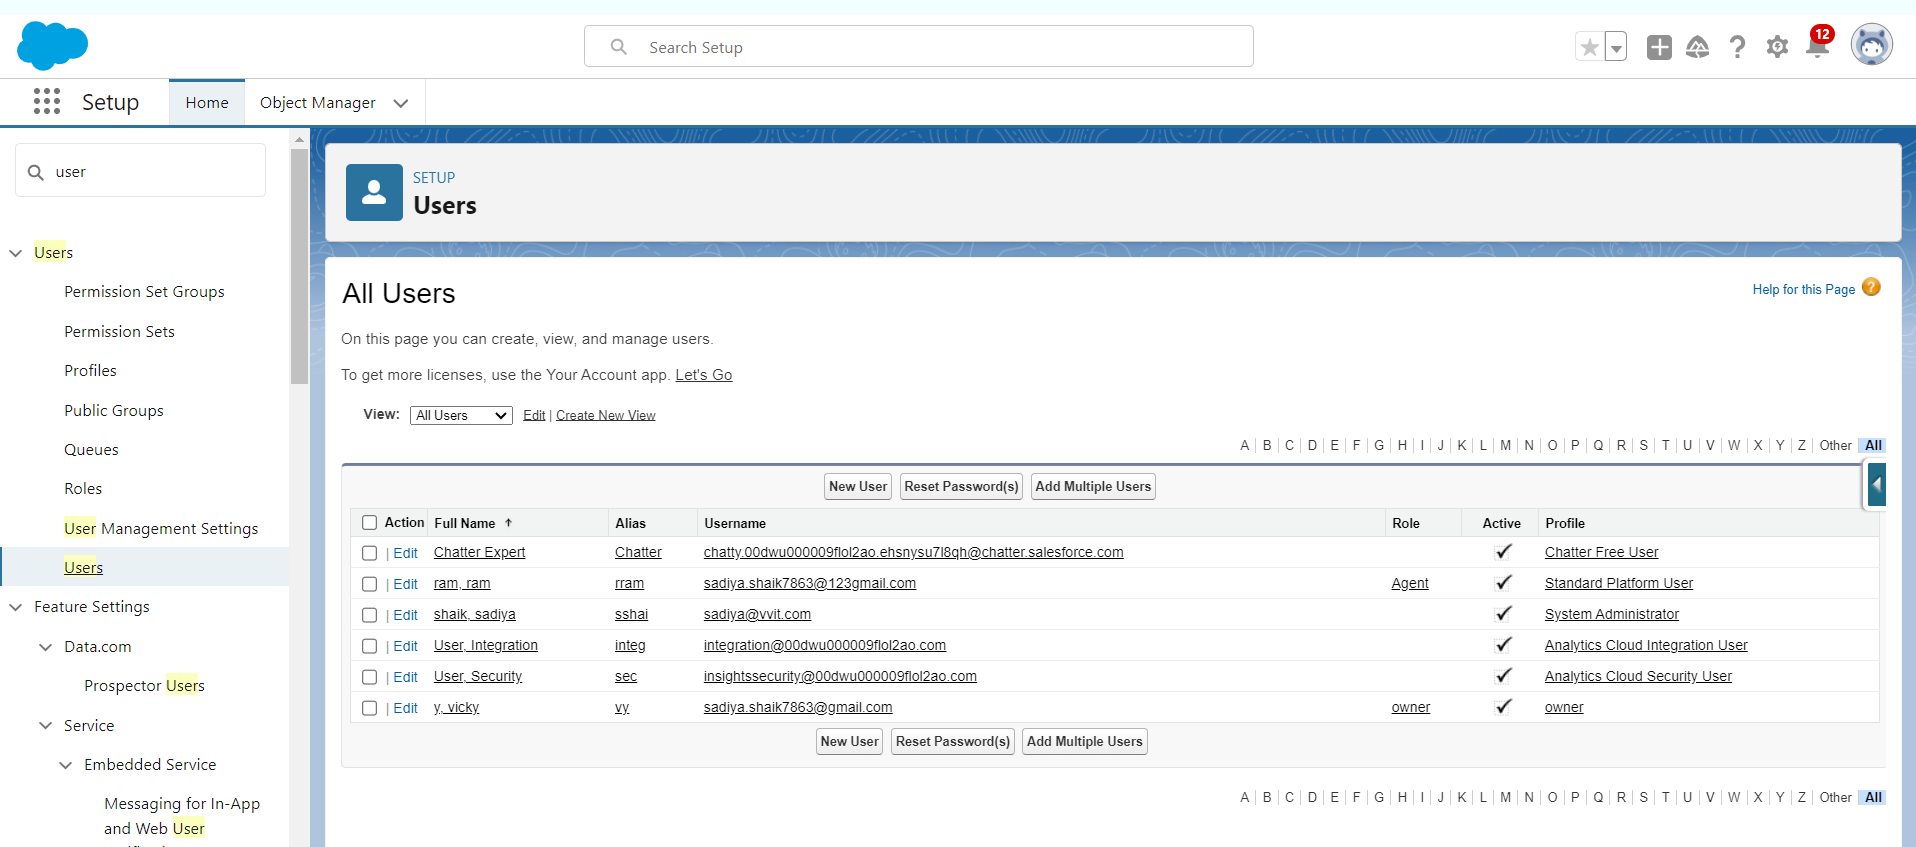 Search Setup
12
Setup
Home
Object Manager
user
Users
Permission Set Groups
Permission Sets
Profiles
Public Groups
Queues
Roles
User Management Settings
Users
Feature Settings
Data.com
Prospector Users
Service
Embedded Service
Messaging for In-App
and Web User
SETUP
Users
All Users
Help for this Page ?
On this page you can create, view, and manage users.
To get more licenses, use the Your Account app. Let's Go
View: All Users Edit | Create New View
A | B | C | D | E | F | G | H | I | J | K | L | M | N | O | P | Q | R | S | T | U | V | W | X | Y | Z | Other | All
New User Reset Password(s) Add Multiple Users
Action Full Name ↑ Alias Username Role Active Profile
| Edit Chatter Expert Chatter chatty.00dwu000009flol2ao.ehsnysu7l8qh@chatter.salesforce.com ✓ Chatter Free User
| Edit ram, ram rram sadiya.shaik7863@123gmail.com Agent ✓ Standard Platform User
| Edit shaik, sadiya sshai sadiya@vvit.com ✓ System Administrator
| Edit User, Integration integ integration@00dwu000009flol2ao.com ✓ Analytics Cloud Integration User
| Edit User, Security sec insightssecurity@00dwu000009flol2ao.com ✓ Analytics Cloud Security User
| Edit y, vicky vy sadiya.shaik7863@gmail.com owner ✓ owner
New User Reset Password(s) Add Multiple Users
A | B | C | D | E | F | G | H | I | J | K | L | M | N | O | P | Q | R | S | T | U | V | W | X | Y | Z | Other | All